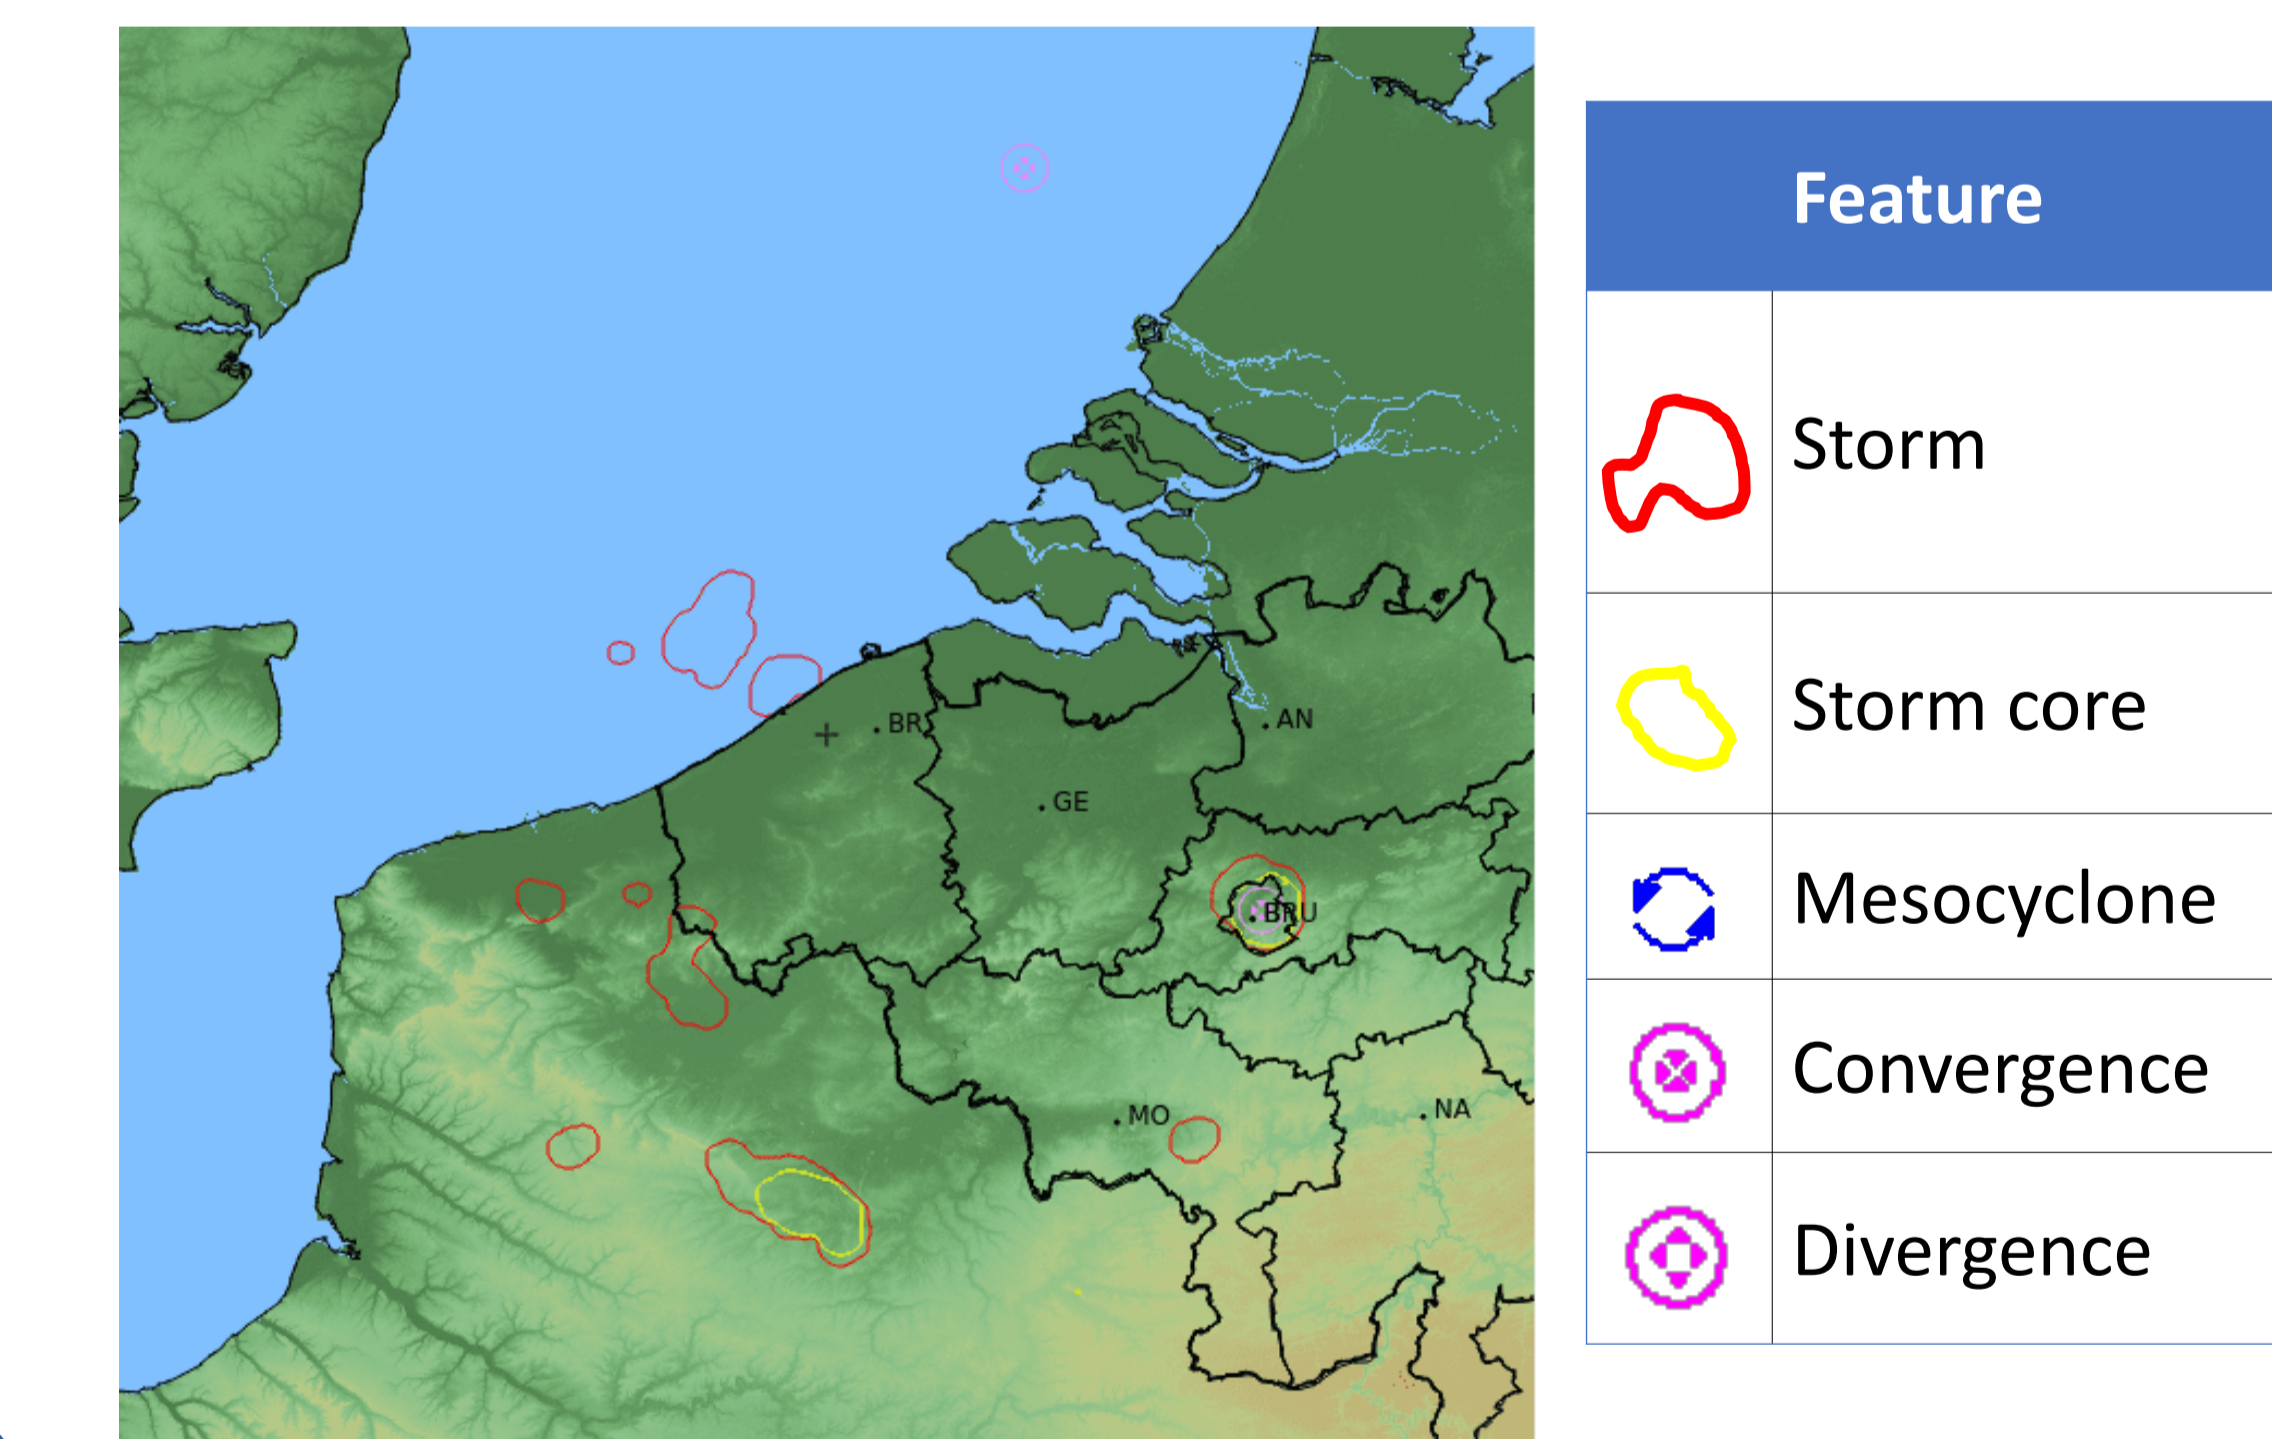 BR
AN
GE
BRU
MO
NA
Feature
Storm
Storm core
Mesocyclone
Convergence
Divergence